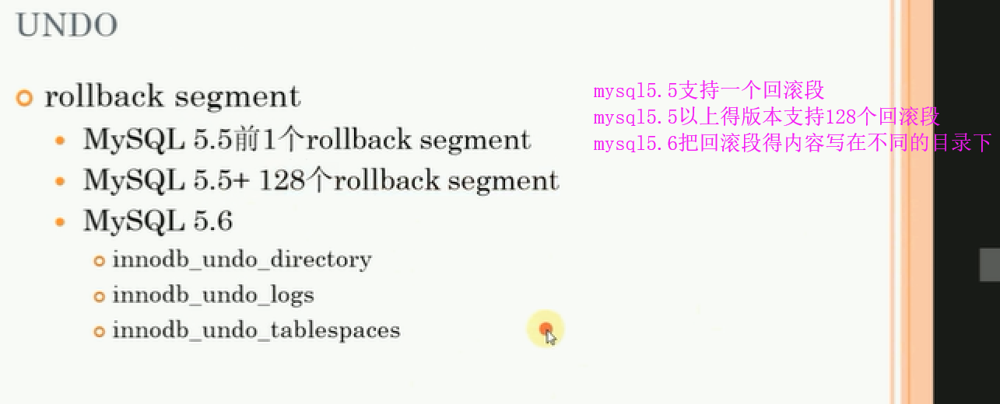 UNDO
rollback segment
MySQL 5.5前1个rollback segment
MySQL 5.5+ 128个rollback segment
MySQL 5.6
innodb_undo_directory
innodb_undo_logs
innodb_undo_tablespaces
mysql5.5支持一个回滚段
mysql5.5以上得版本支持128个回滚段
mysql5.6把回滚段得内容写在不同的目录下